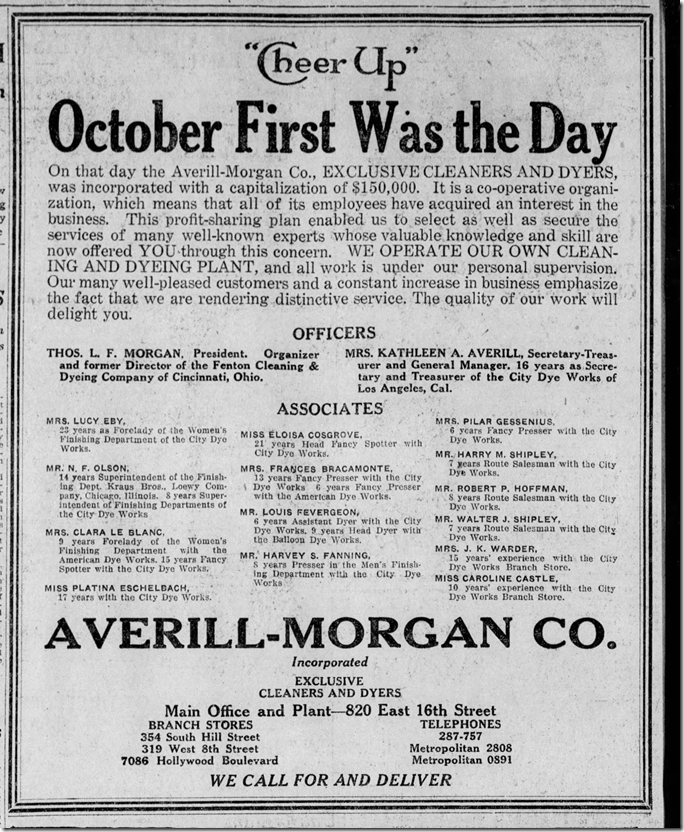 "Cheer Up"
October First Was the Day
On that day the Averill-Morgan Co., EXCLUSIVE CLEANERS AND DYERS,
was incorporated with a capitalization of $150,000. It is a co-operative organi-
zation, which means that all of its employees have acquired an interest in the
business. This profit-sharing plan enabled us to select as well as secure the
services of many well-known experts whose valuable knowledge and skill are
now offered YOU through this concern. WE OPERATE OUR OWN CLEAN-
ING AND DYEING PLANT, and all work is under our personal supervision.
Our many well-pleased customers and a constant increase in business emphasize
the fact that we are rendering distinctive service. The quality of our work will
delight you.
OFFICERS
THOS. L. F. MORGAN, President. Organizer
and former Director of the Fenton Cleaning &
Dyeing Company of Cincinnati, Ohio.
MRS. KATHLEEN A. AVERILL, Secretary-Treas-
urer and General Manager. 16 years as Secre-
tary and Treasurer of the City Dye Works of
Los Angeles, Cal.
ASSOCIATES
MRS. LUCY EBY,
23 years as Forelady of the Women's
Finishing Department of the City Dye
Works.
MR. N. F. OLSON,
14 years Superintendent of the Finish-
ing Dept. Kraus Bros., Loewy Com-
pany, Chicago, Illinois. 8 years Super-
intendent of Finishing Departments of
the City Dye Works
MRS. CLARA LE BLANC,
9 years Forelady of the Women's
Finishing Department with the
American Dye Works. 15 years Fancy
Spotter with the City Dye Works.
MISS PLATINA ESCHELBACH,
17 years with the City Dye Works.
MISS ELOISA COSGROVE,
21 years Head Fancy Spotter with
City Dye Works.
MRS. FRANCES BRACAMONTE,
13 years Fancy Presser with the City
Dye Works 6 years Fancy Presser
with the American Dye Works.
MR. LOUIS FEVERGEON,
6 years Assistant Dyer with the City
Dye Works. 9 years Head Dyer with
the Balloon Dye Works.
MR. HARVEY S. FANNING,
8 years Presser in the Men's Finish-
ing Department with the City Dye
Works
MRS. PILAR GESSENIUS,
6 years Fancy Presser with the City
Dye Works.
MR. HARRY M. SHIPLEY,
7 years Route Salesman with the City
Dye Works.
MR. ROBERT P. HOFFMAN,
8 years Route Salesman with the City
Dye Works.
MR. WALTER J. SHIPLEY,
7 years Route Salesman with the City
Dye Works.
MRS. J. K. WARDER,
15 years' experience with the City
Dye Works Branch Store.
MISS CAROLINE CASTLE,
10 years' experience with the City
Dye Works Branch Store.
AVERILL-MORGAN CO.
Incorporated
EXCLUSIVE
CLEANERS AND DYERS
Main Office and Plant—820 East 16th Street
BRANCH STORES
354 South Hill Street
319 West 8th Street
7086 Hollywood Boulevard
TELEPHONES
287-757
Metropolitan 2808
Metropolitan 0891
WE CALL FOR AND DELIVER